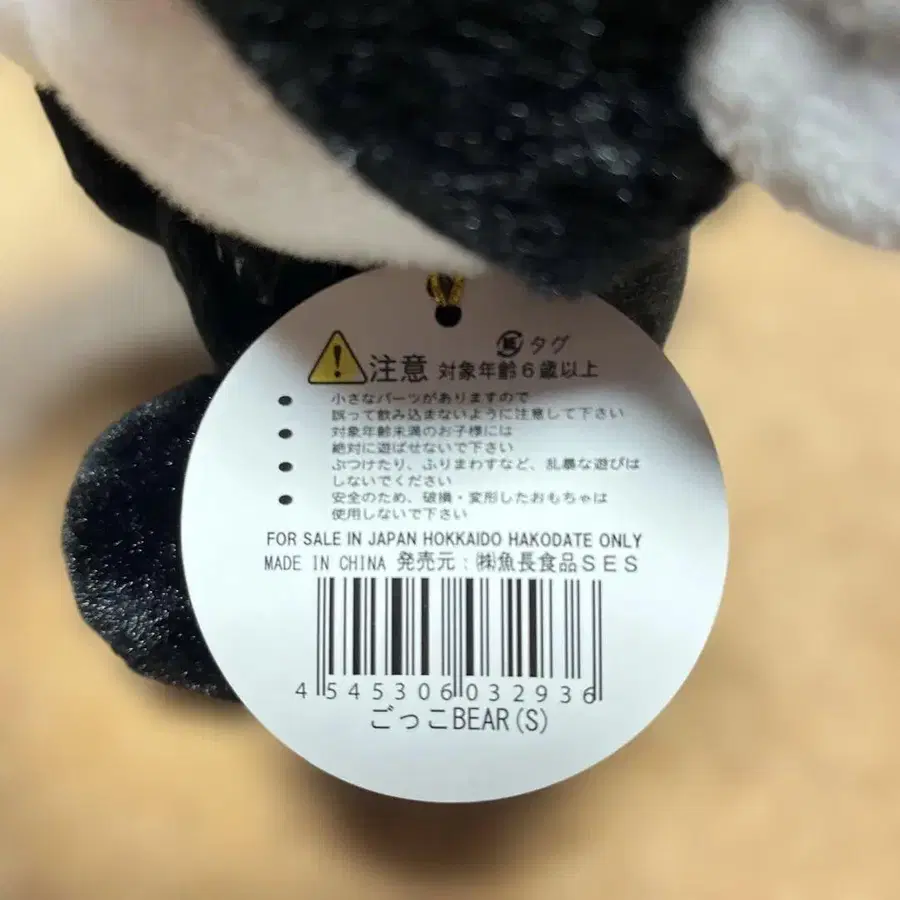 紙 タグ
注意 対象年齢6歳以上
● 小さなパーツがありますので
誤って飲み込まないように注意して下さい
● 対象年齢未満のお子様には
絶対に遊ばせないで下さい
● ぶつけたり、ふりまわすなど、乱暴な遊びは
しないでください
● 安全のため、破損・変形したおもちゃは
使用しないで下さい
FOR SALE IN JAPAN HOKKAIDO HAKODATE ONLY
MADE IN CHINA 発売元：㈱魚長食品SES
4 545306 032936
ごっこBEAR(S)